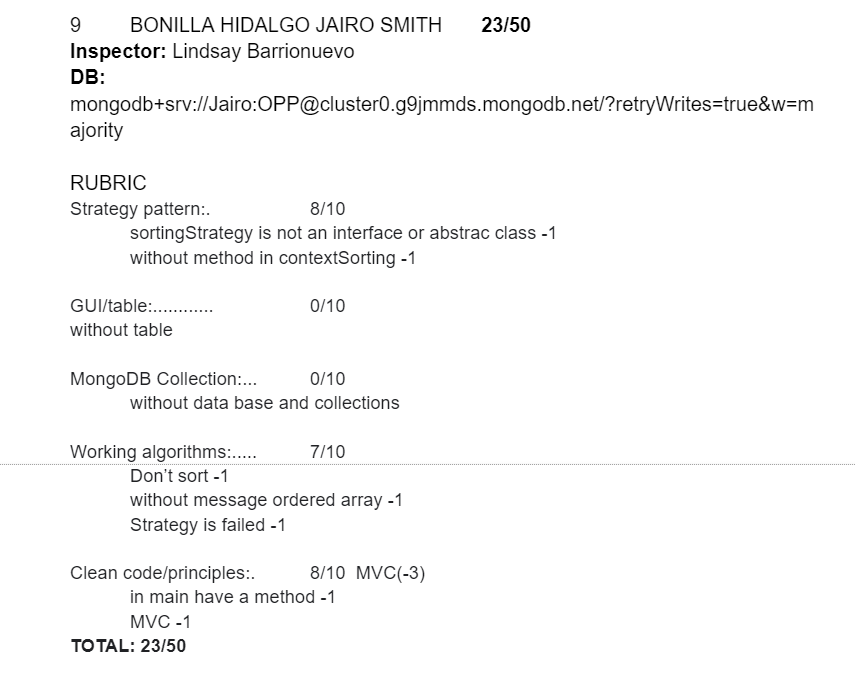 9 BONILLA HIDALGO JAIRO SMITH 23/50
Inspector: Lindsay Barrionuevo
DB:
mongodb+srv://Jairo:OPP@cluster0.g9jmmds.mongodb.net/?retryWrites=true&w=m
ajority
RUBRIC
Strategy pattern:. 8/10
sortingStrategy is not an interface or abstrac class -1
without method in contextSorting -1
GUI/table:............ 0/10
without table
MongoDB Collection:... 0/10
without data base and collections
Working algorithms:..... 7/10
Don’t sort -1
without message ordered array -1
Strategy is failed -1
Clean code/principles:. 8/10 MVC(-3)
in main have a method -1
MVC -1
TOTAL: 23/50